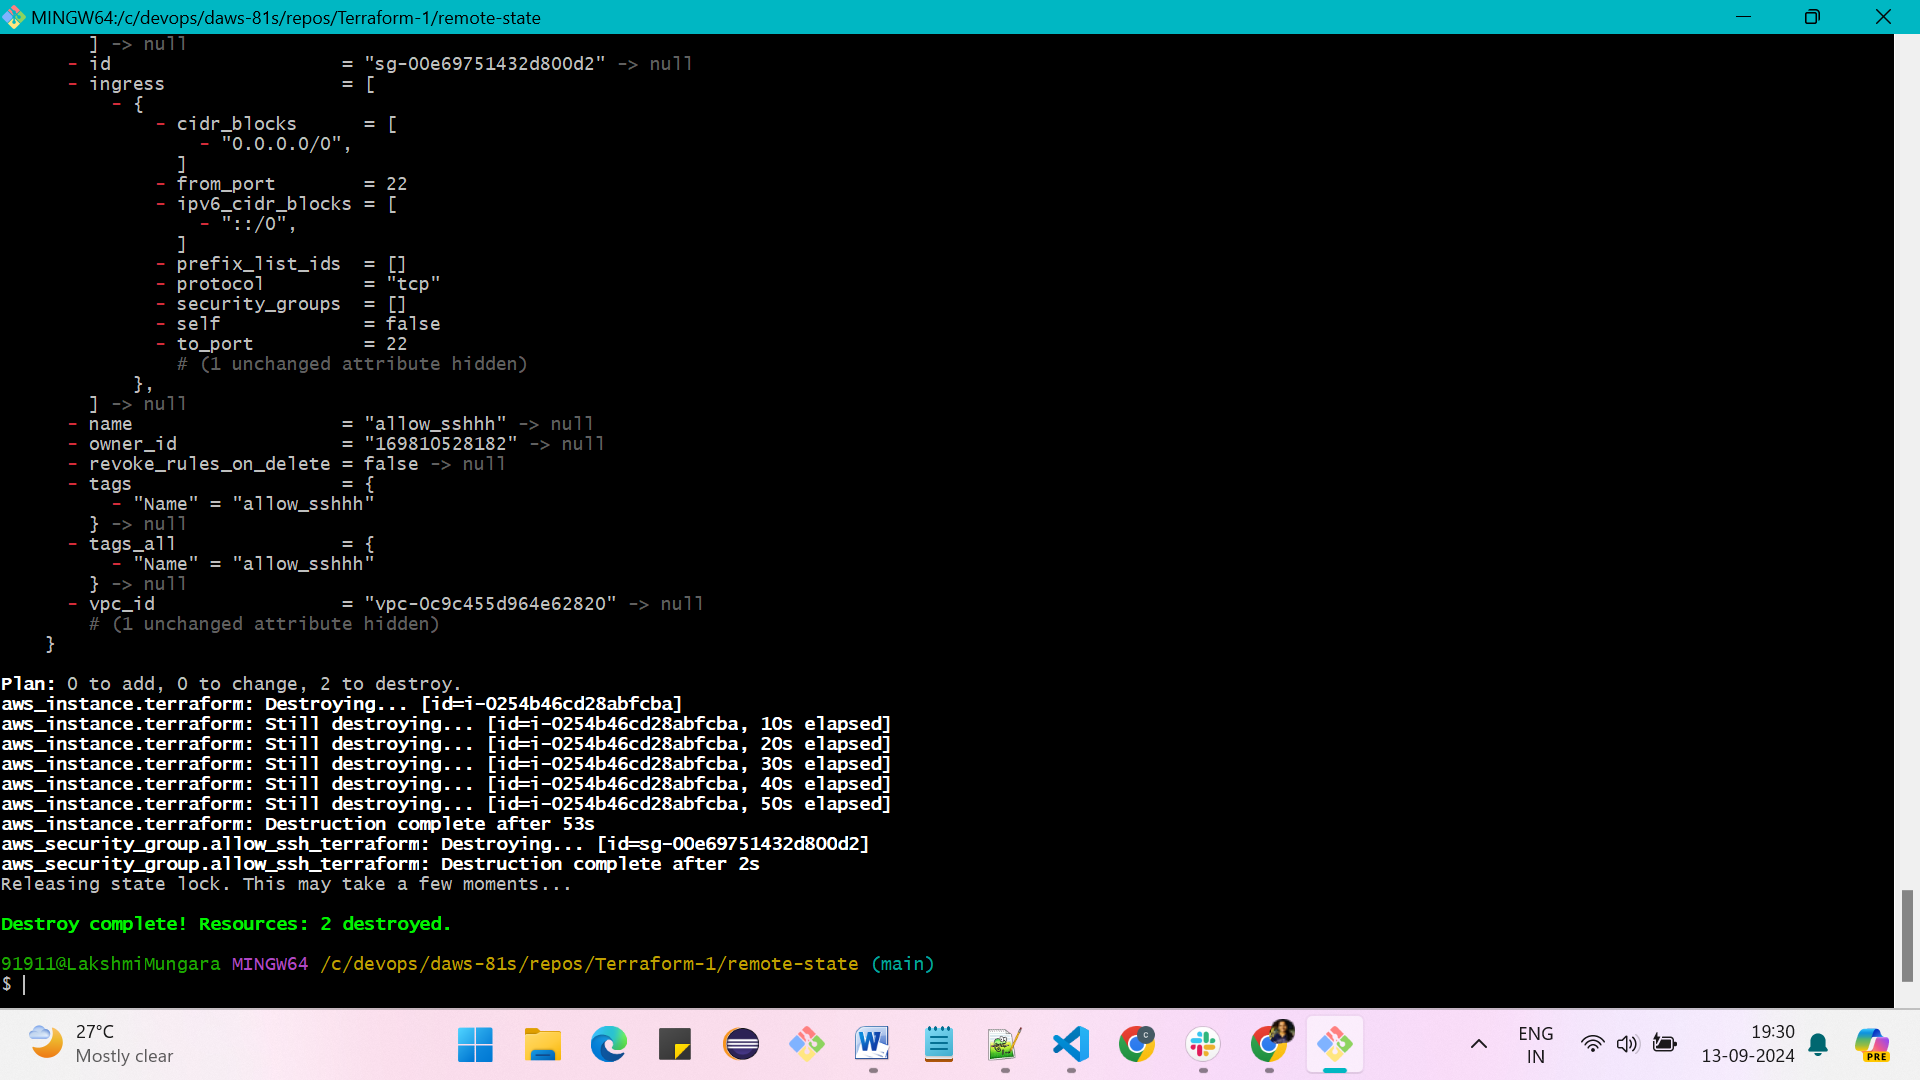 MINGW64:/c/devops/daws-81s/repos/Terraform-1/remote-state
] -> null
- id = "sg-00e69751432d800d2" -> null
- ingress = [
- {
- cidr_blocks = [
- "0.0.0.0/0",
]
- from_port = 22
- ipv6_cidr_blocks = [
- "::/0",
]
- prefix_list_ids = []
- protocol = "tcp"
- security_groups = []
- self = false
- to_port = 22
# (1 unchanged attribute hidden)
},
] -> null
- name = "allow_sshhh" -> null
- owner_id = "169810528182" -> null
- revoke_rules_on_delete = false -> null
- tags = {
- "Name" = "allow_sshhh"
} -> null
- tags_all = {
- "Name" = "allow_sshhh"
} -> null
- vpc_id = "vpc-0c9c455d964e62820" -> null
# (1 unchanged attribute hidden)
}
Plan: 0 to add, 0 to change, 2 to destroy.
aws_instance.terraform: Destroying... [id=i-0254b46cd28abfcba]
aws_instance.terraform: Still destroying... [id=i-0254b46cd28abfcba, 10s elapsed]
aws_instance.terraform: Still destroying... [id=i-0254b46cd28abfcba, 20s elapsed]
aws_instance.terraform: Still destroying... [id=i-0254b46cd28abfcba, 30s elapsed]
aws_instance.terraform: Still destroying... [id=i-0254b46cd28abfcba, 40s elapsed]
aws_instance.terraform: Still destroying... [id=i-0254b46cd28abfcba, 50s elapsed]
aws_instance.terraform: Destruction complete after 53s
aws_security_group.allow_ssh_terraform: Destroying... [id=sg-00e69751432d800d2]
aws_security_group.allow_ssh_terraform: Destruction complete after 2s
Releasing state lock. This may take a few moments...
Destroy complete! Resources: 2 destroyed.
91911@LakshmiMungara MINGW64 /c/devops/daws-81s/repos/Terraform-1/remote-state (main)
$
27°C
Mostly clear
ENG
IN
19:30
13-09-2024
PRE